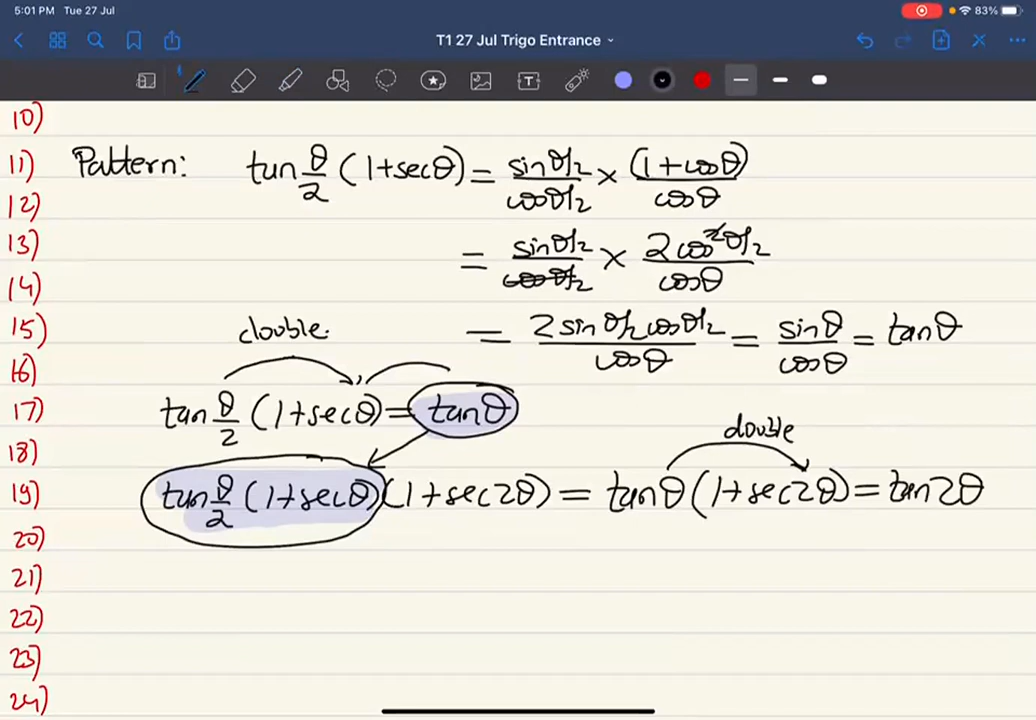 5:01 PM Tue 27 Jul 83%
T1 27 Jul Trigo Entrance
T
10)
11) Pattern: tan θ/2 (1+secθ) = sinθ/2 / cosθ/2 × (1+cosθ) / cosθ
12)
13) = sinθ/2 / cosθ/2 × 2cos²θ/2 / cosθ
14)
15) double. = 2sinθ/2cosθ/2 / cosθ = sinθ / cosθ = tanθ
16)
17) tan θ/2 (1+secθ) = tanθ
18) double
19) tan θ/2 (1+secθ)(1+sec2θ) = tanθ(1+sec2θ) = tan2θ
20)
21)
22)
23)
24)